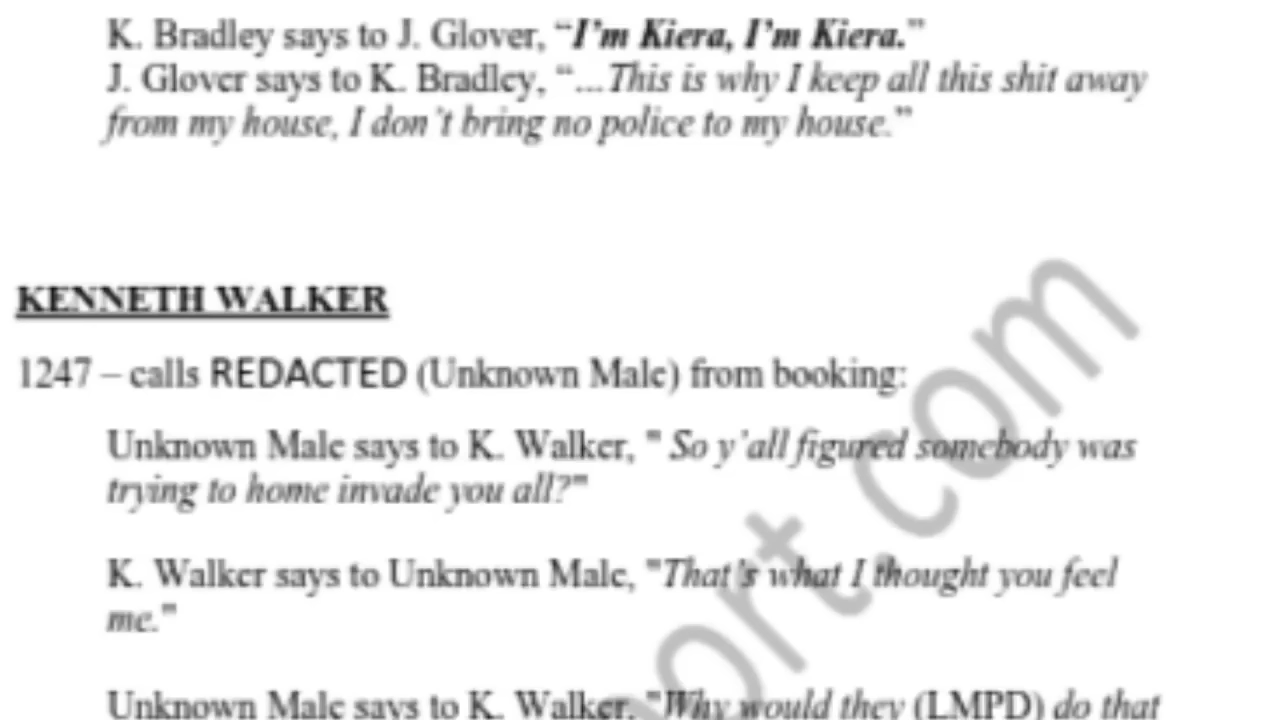 K. Bradley says to J. Glover, “I’m Kiera, I’m Kiera.”
J. Glover says to K. Bradley, “...This is why I keep all this shit away
from my house, I don’t bring no police to my house.”
KENNETH WALKER
1247 – calls REDACTED (Unknown Male) from booking:
Unknown Male says to K. Walker, " So y’all figured somebody was
trying to home invade you all?"
K. Walker says to Unknown Male, "That’s what I thought you feel
me."
Unknown Male says to K. Walker, "Why would they (LMPD) do that
ort.com